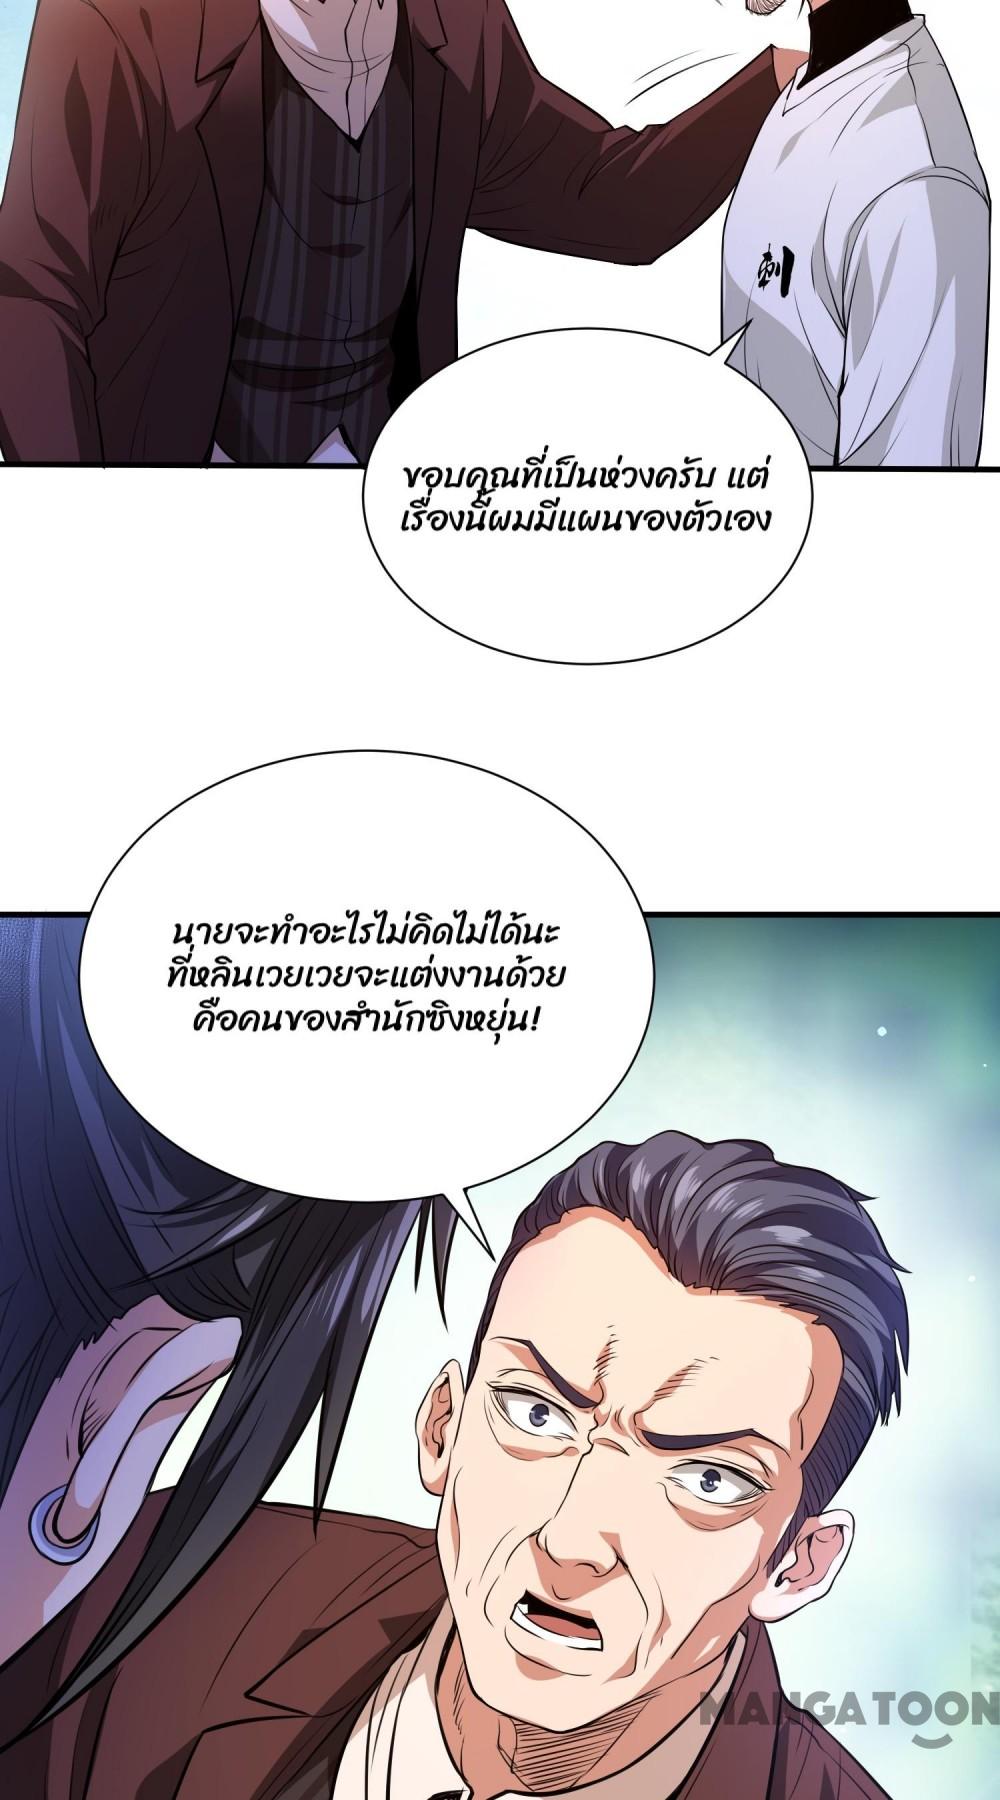 刺
ขอบคุณที่เป็นห่วงครับ แต่
เรื่องนี้ผมมีแผนของตัวเอง
นายจะทำอะไรไม่คิดไม่ได้นะ
ที่หลินเวยเวยจะแต่งงานด้วย
คือคนของสำนักชิงหยุ่น!
MANGATOON